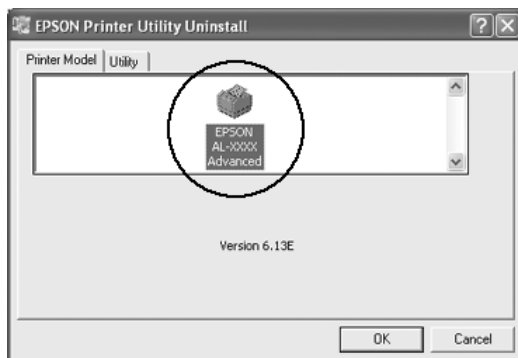 EPSON Printer Utility Uninstall
Printer Model
Utility
EPSON
AL-XXXX
Advanced
Version 6.13E
OK
Cancel